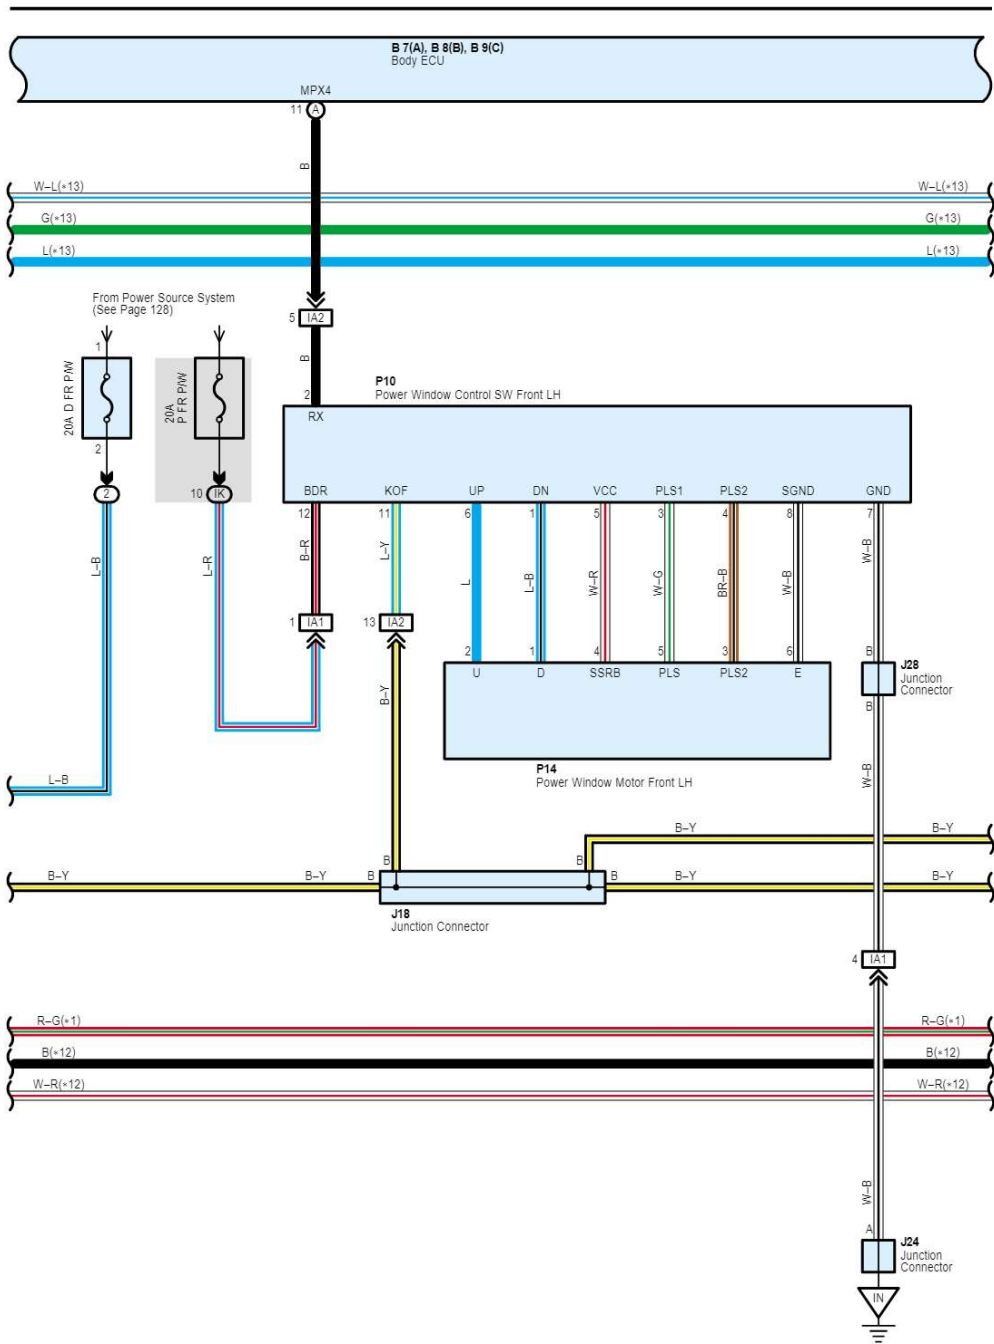 B 7(A), B 8(B), B 9(C)
Body ECU
MPX4
11 A
B
W–L(*13) W–L(*13)
G(*13) G(*13)
L(*13) L(*13)
From Power Source System
(See Page 128)
5 IA2
1
20A D FR P/W
20A
P FR P/W
B
2
P10
Power Window Control SW Front LH
RX
2
2
10 IK
BDR KOF UP DN VCC PLS1 PLS2 SGND GND
12 11 6 1 5 3 4 8 7
L–B L–R B–R L–Y L L–B W–R W–G BR–B W–B W–B
1 IA1 13 IA2
2 1 4 5 3 6 B
U D SSRB PLS PLS2 E
J28
Junction
Connector
B
B–Y
P14
Power Window Motor Front LH
W–B
L–B
B–Y B–Y
B B
B–Y B–Y B B B–Y B–Y
J18
Junction Connector
4 IA1
R–G(*1) R–G(*1)
B(*12) B(*12)
W–R(*12) W–R(*12)
W–B
A
J24
Junction
Connector
IN